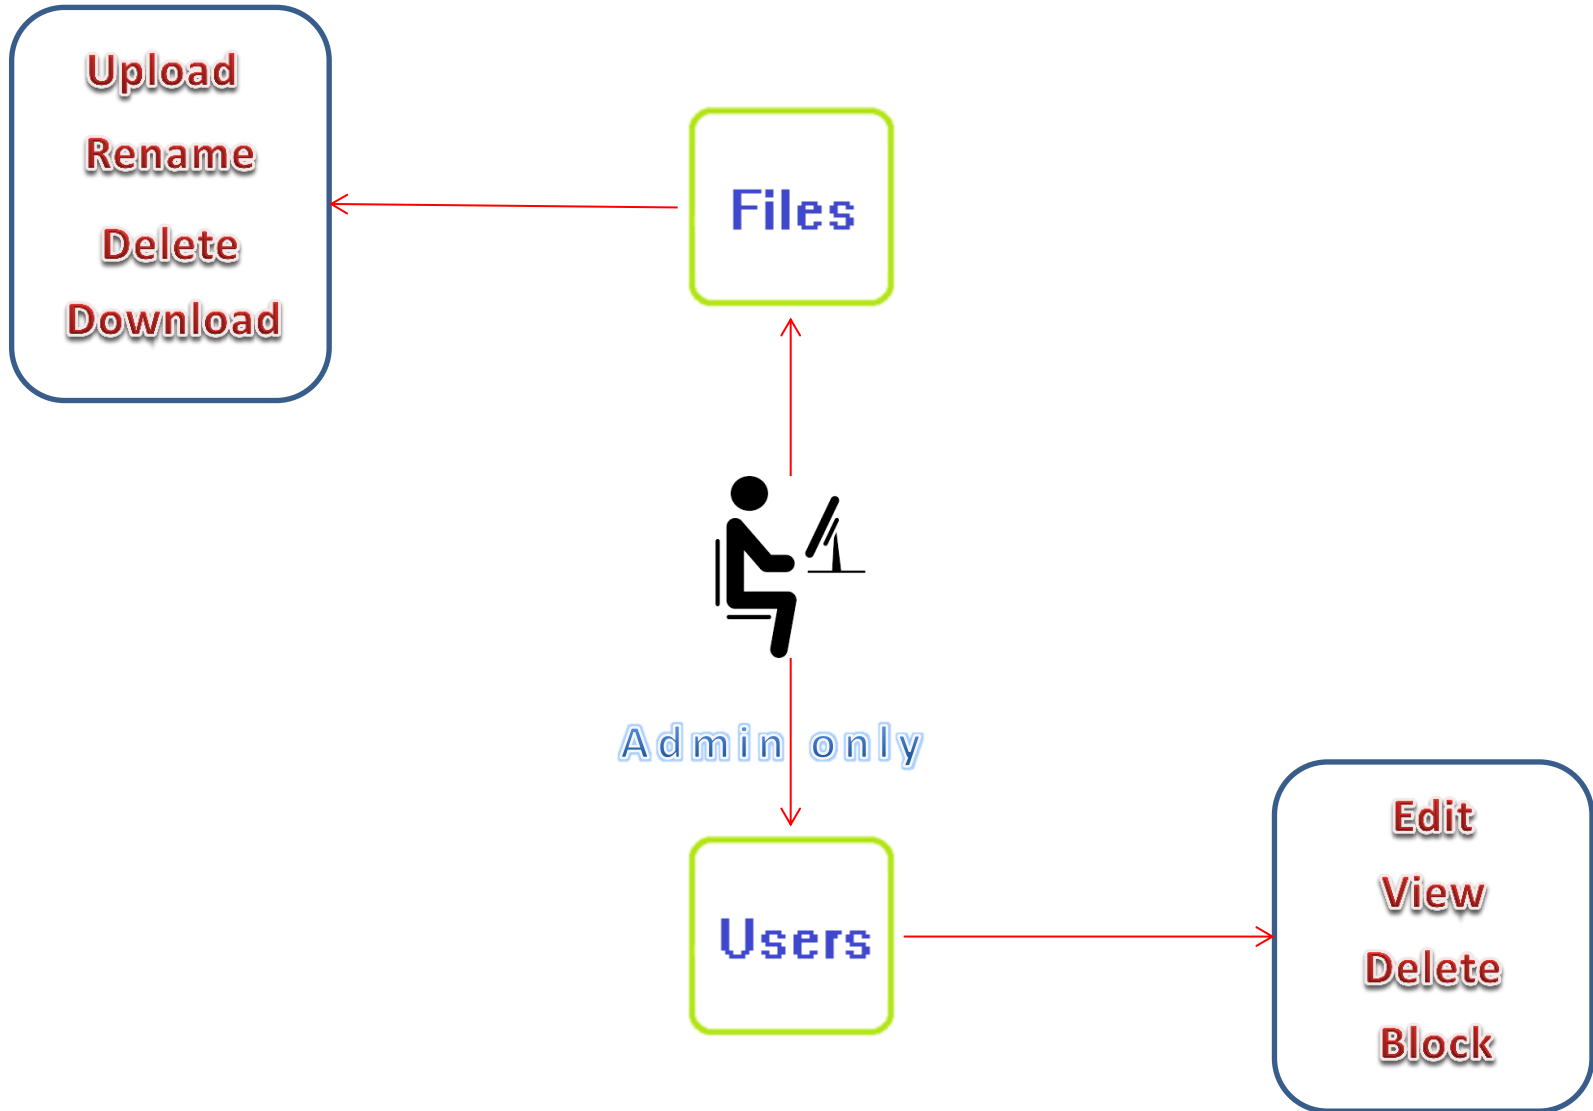 Upload
Rename
Delete
Download
Files
Admin only
Users
Edit
View
Delete
Block